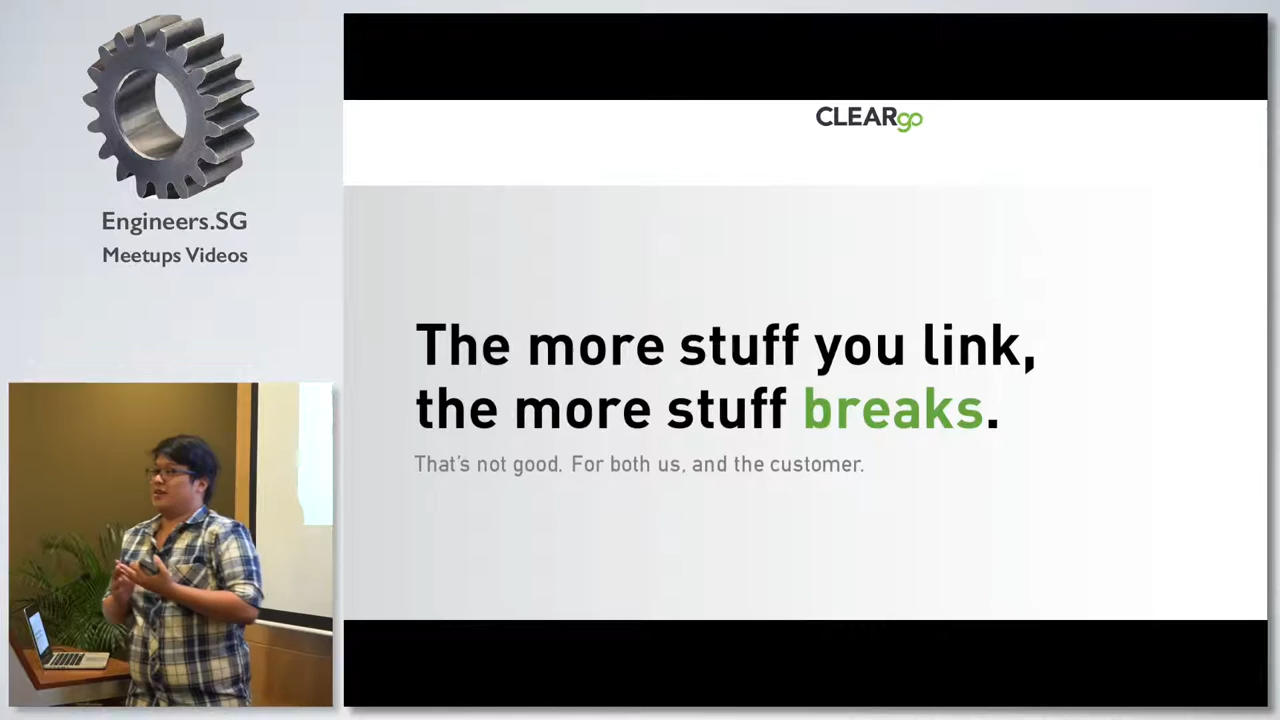 Engineers.SG
Meetups Videos
CLEARgo
The more stuff you link,
the more stuff breaks.
That's not good. For both us, and the customer.